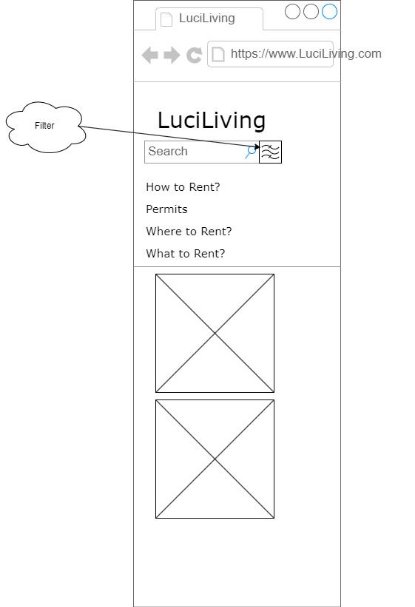 LuciLiving
https://www.LuciLiving.com
LuciLiving
Filter
Search
How to Rent?
Permits
Where to Rent?
What to Rent?